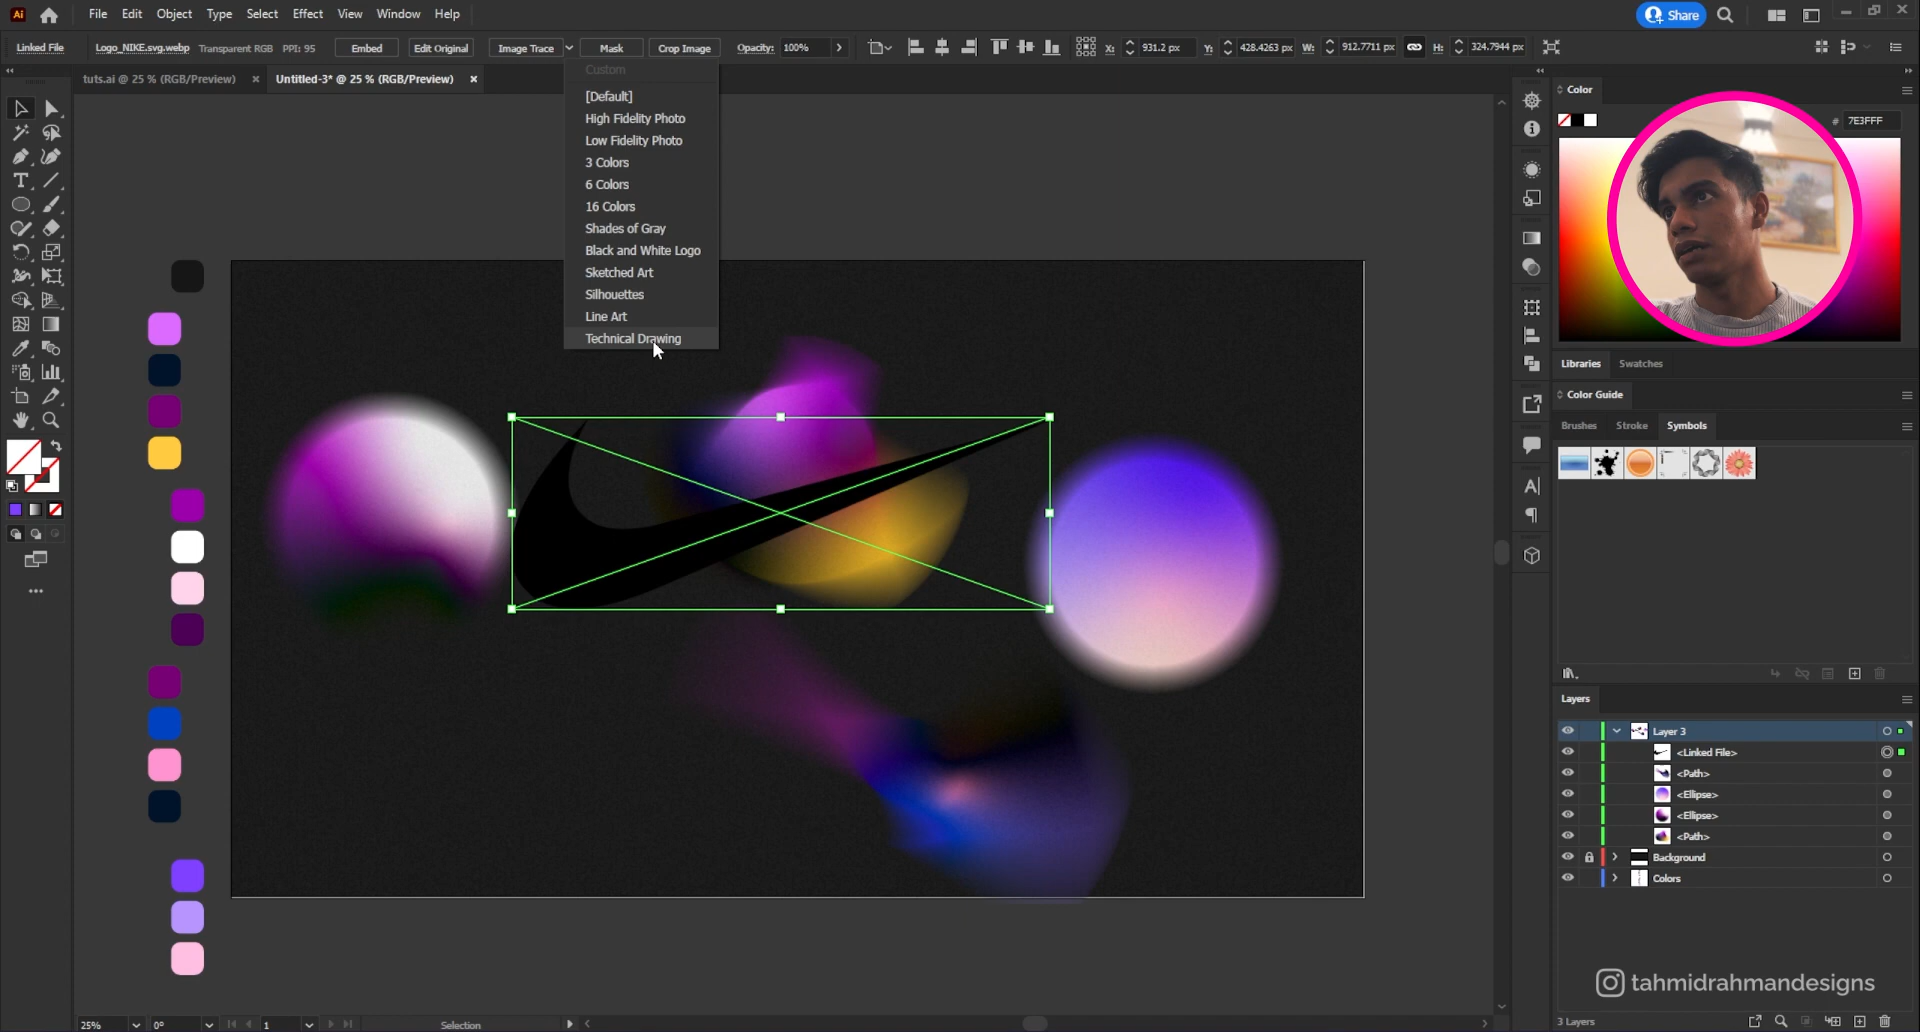 Ai File Edit Object Type Select Effect View Window Help Share
Linked File Logo_NIKE.svg.webp Transparent RGB PPI: 95 Embed Edit Original Image Trace Mask Crop Image Opacity: 100% X: 931.2 px Y: 428.4263 px W: 912.7711 px H: 324.7944 px
tuts.ai @ 25 % (RGB/Preview) × Untitled-3* @ 25 % (RGB/Preview) ×
Custom
[Default]
High Fidelity Photo
Low Fidelity Photo
3 Colors
6 Colors
16 Colors
Shades of Gray
Black and White Logo
Sketched Art
Silhouettes
Line Art
Technical Drawing
Color
# 7E3FFF
Libraries Swatches
Color Guide
Brushes Stroke Symbols
Layers
Layer 3
<Linked File>
<Path>
<Ellipse>
<Ellipse>
<Path>
Background
Colors
tahmidrahmandesigns
3 Layers
25% 0° 1 Selection